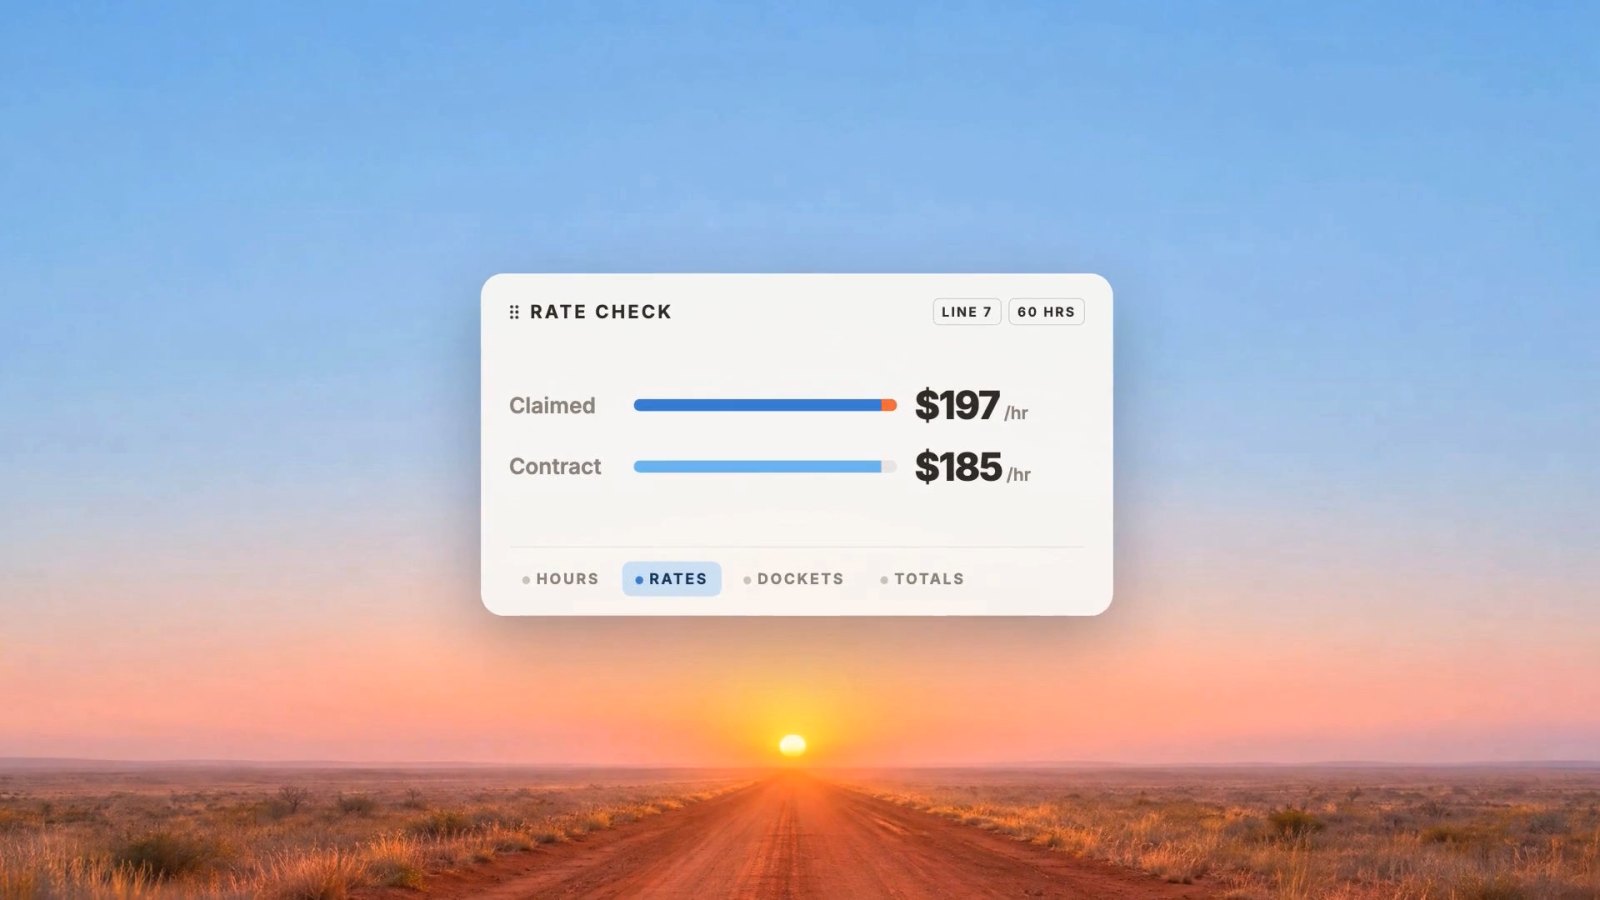 RATE CHECK
LINE 7
60 HRS
Claimed
$197 /hr
Contract
$185 /hr
HOURS
RATES
DOCKETS
TOTALS